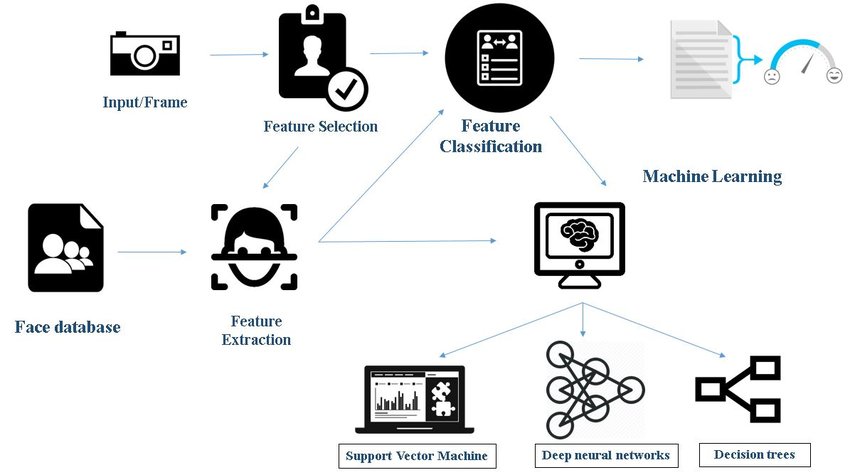 Input/Frame
Feature Selection
Feature
Classification
Machine Learning
Face database
Feature
Extraction
Support Vector Machine
Deep neural networks
Decision trees